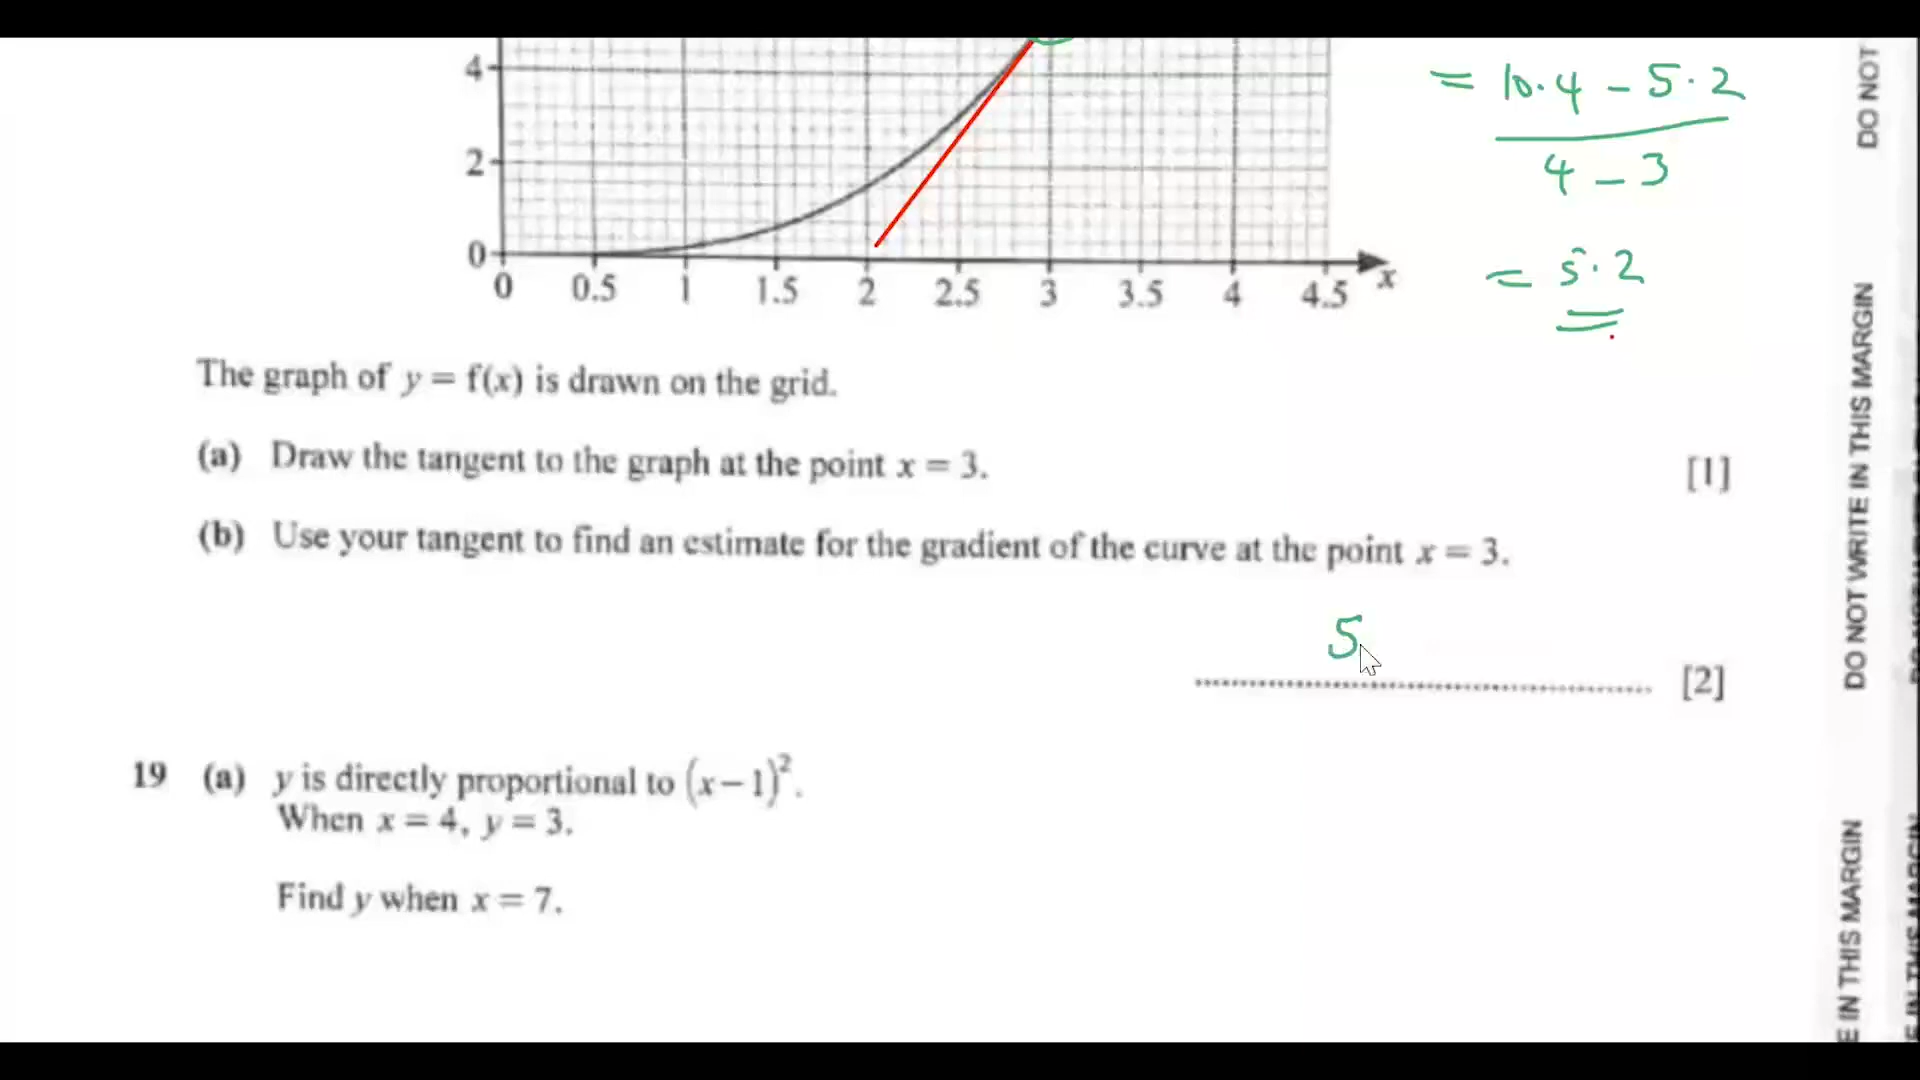 4
= 10.4 - 5.2
4 - 3
DO NOT
2
0
= 5.2
0 0.5 1 1.5 2 2.5 3 3.5 4 4.5 x
The graph of y = f(x) is drawn on the grid.
(a) Draw the tangent to the graph at the point x = 3. [1]
(b) Use your tangent to find an estimate for the gradient of the curve at the point x = 3.
5
[2]
DO NOT WRITE IN THIS MARGIN
19 (a) y is directly proportional to (x−1)².
When x = 4, y = 3.
Find y when x = 7.
E IN THIS MARGIN